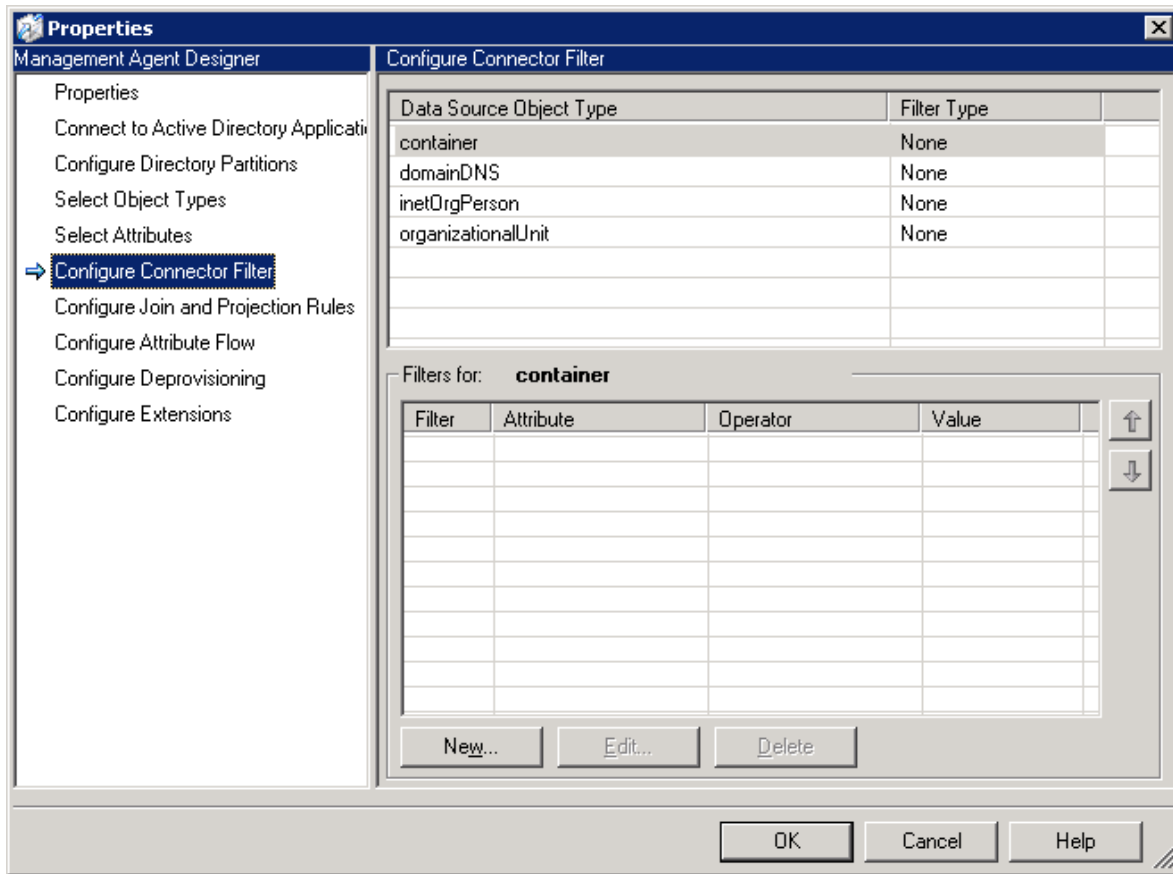 Properties
Management Agent Designer
Properties
Connect to Active Directory Applicati
Configure Directory Partitions
Select Object Types
Select Attributes
Configure Connector Filter
Configure Join and Projection Rules
Configure Attribute Flow
Configure Deprovisioning
Configure Extensions
Configure Connector Filter
Data Source Object Type Filter Type
container None
domainDNS None
inetOrgPerson None
organizationalUnit None
Filters for: container
Filter Attribute Operator Value
New... Edit... Delete
OK Cancel Help